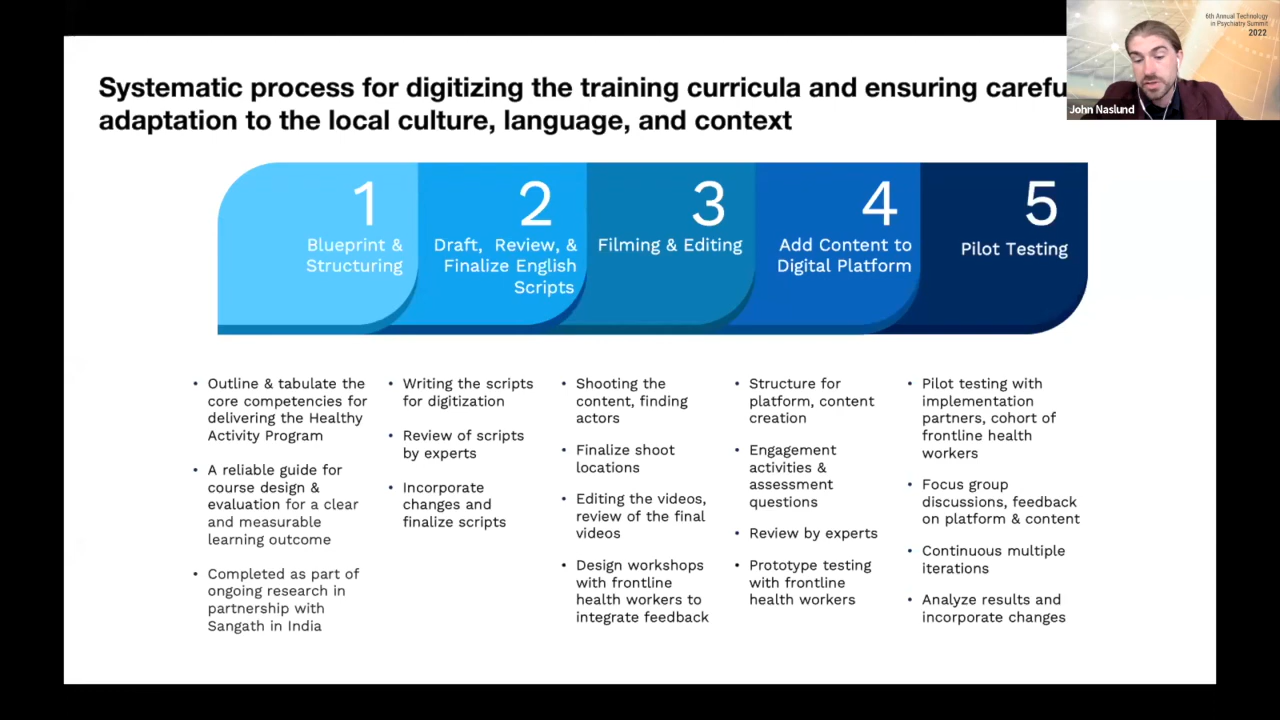 6th Annual Technology
in Psychiatry Summit
2022
John Naslund
Systematic process for digitizing the training curricula and ensuring carefu
adaptation to the local culture, language, and context
1
Blueprint &
Structuring
2
Draft, Review, &
Finalize English
Scripts
3
Filming & Editing
4
Add Content to
Digital Platform
5
Pilot Testing
• Outline & tabulate the
core competencies for
delivering the Healthy
Activity Program
• A reliable guide for
course design &
evaluation for a clear
and measurable
learning outcome
• Completed as part of
ongoing research in
partnership with
Sangath in India
• Writing the scripts
for digitization
• Review of scripts
by experts
• Incorporate
changes and
finalize scripts
• Shooting the
content, finding
actors
• Finalize shoot
locations
• Editing the videos,
review of the final
videos
• Design workshops
with frontline
health workers to
integrate feedback
• Structure for
platform, content
creation
• Engagement
activities &
assessment
questions
• Review by experts
• Prototype testing
with frontline
health workers
• Pilot testing with
implementation
partners, cohort of
frontline health
workers
• Focus group
discussions, feedback
on platform & content
• Continuous multiple
iterations
• Analyze results and
incorporate changes